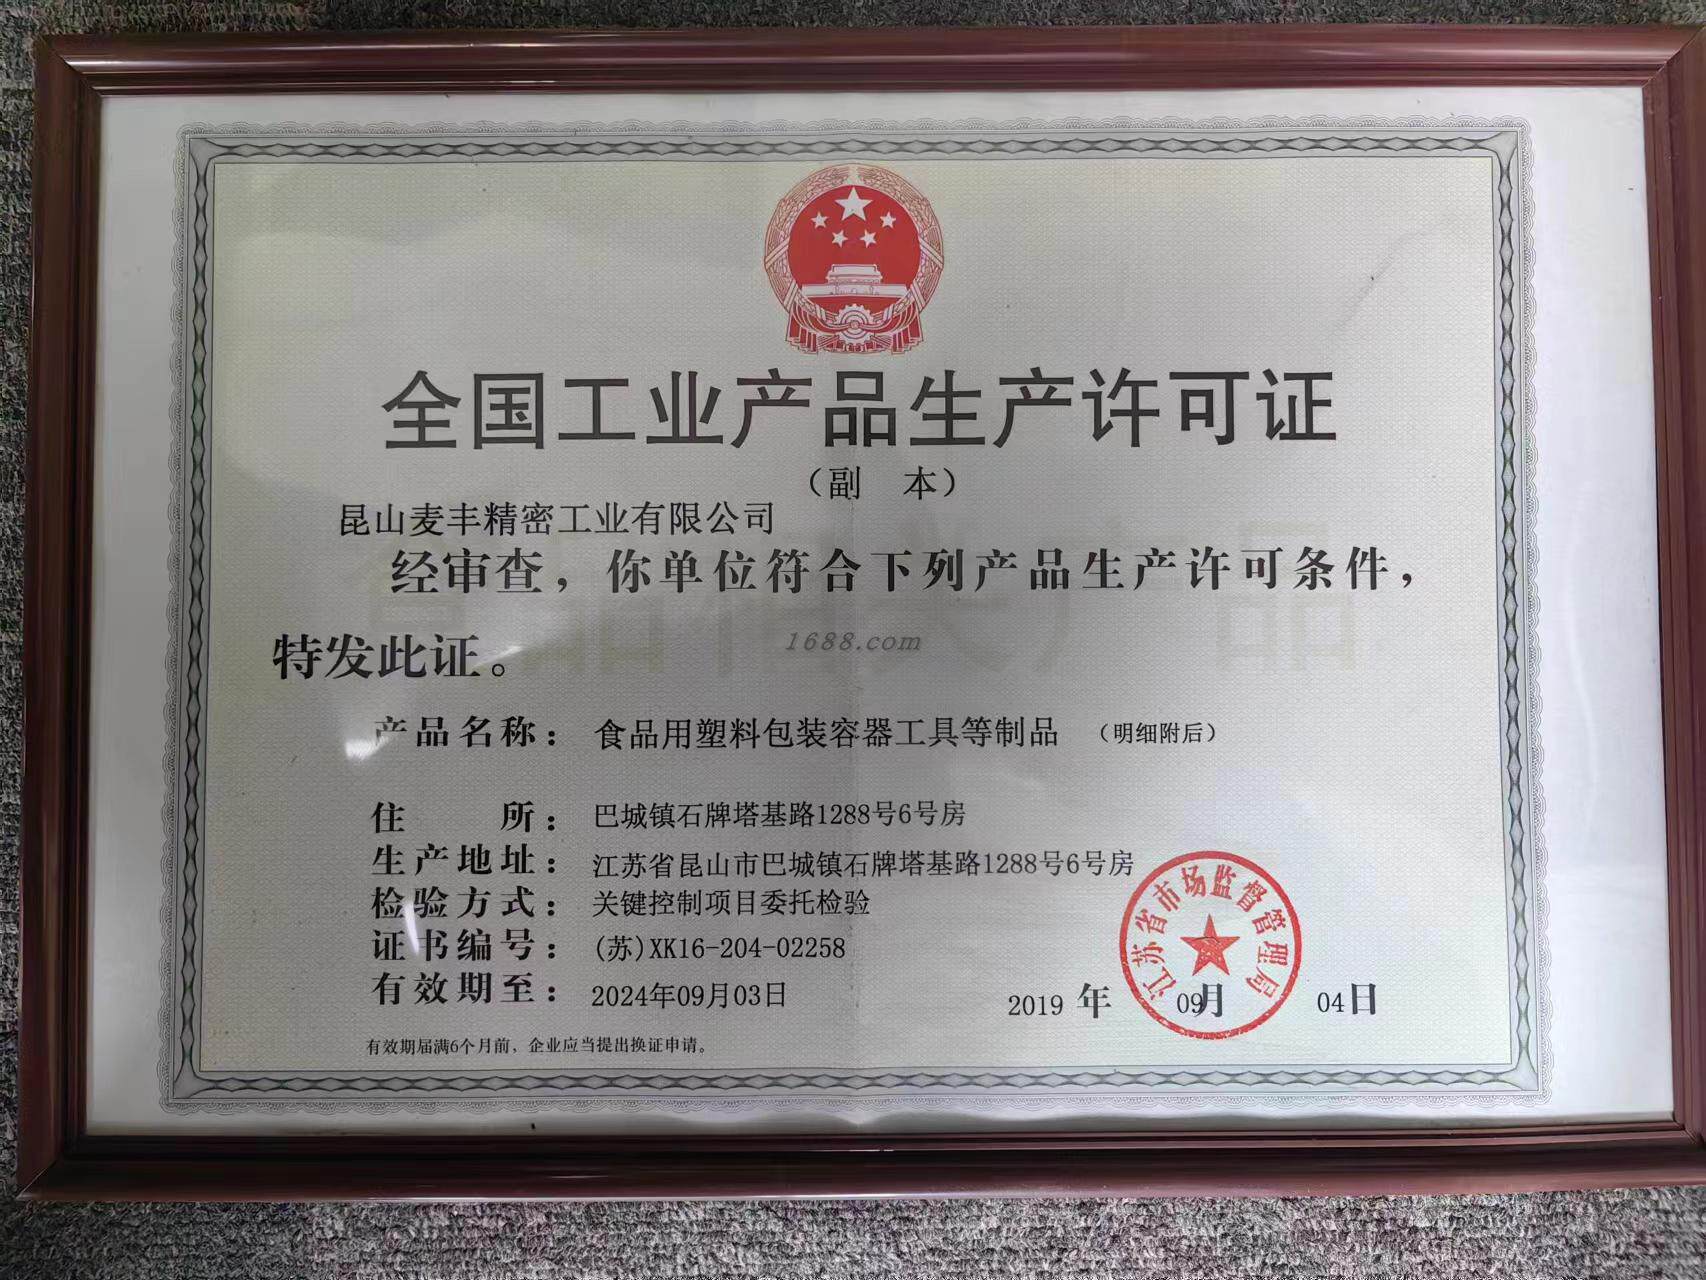 全国工业产品生产许可证
（副 本）
昆山麦丰精密工业有限公司
经审查，你单位符合下列产品生产许可条件，
1688.com
特发此证。
产品名称： 食品用塑料包装容器工具等制品 （明细附后）
住 所： 巴城镇石牌塔基路1288号6号房
生产地址： 江苏省昆山市巴城镇石牌塔基路1288号6号房
检验方式： 关键控制项目委托检验
证书编号： (苏)XK16-204-02258
有效期至： 2024年09月03日
江苏省市场监督管理局
2019 年 09月 04日
有效期届满6个月前，企业应当提出换证申请。